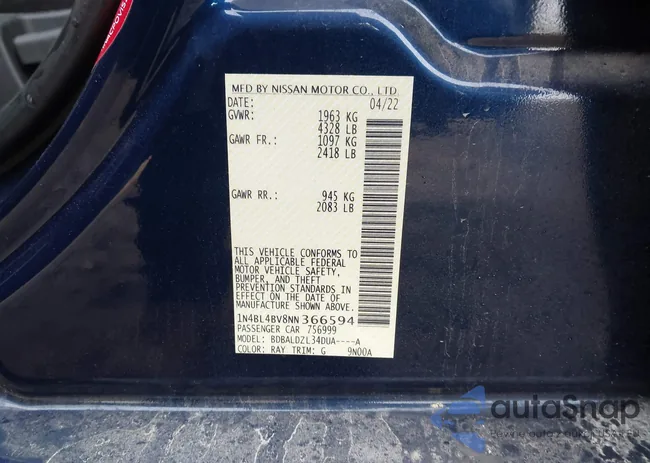 MFD BY NISSAN MOTOR CO., LTD.
DATE: 04/22
GVWR: 1963 KG
4328 LB
GAWR FR.: 1097 KG
2418 LB
GAWR RR.: 945 KG
2083 LB
THIS VEHICLE CONFORMS TO
ALL APPLICABLE FEDERAL
MOTOR VEHICLE SAFETY,
BUMPER, AND THEFT
PREVENTION STANDARDS IN
EFFECT ON THE DATE OF
MANUFACTURE SHOWN ABOVE.
1N4BL4BV8NN366594
PASSENGER CAR 756999
MODEL: BDBALDZL34DUA----A
COLOR: RAY TRIM: G 9N00A
autaSnap